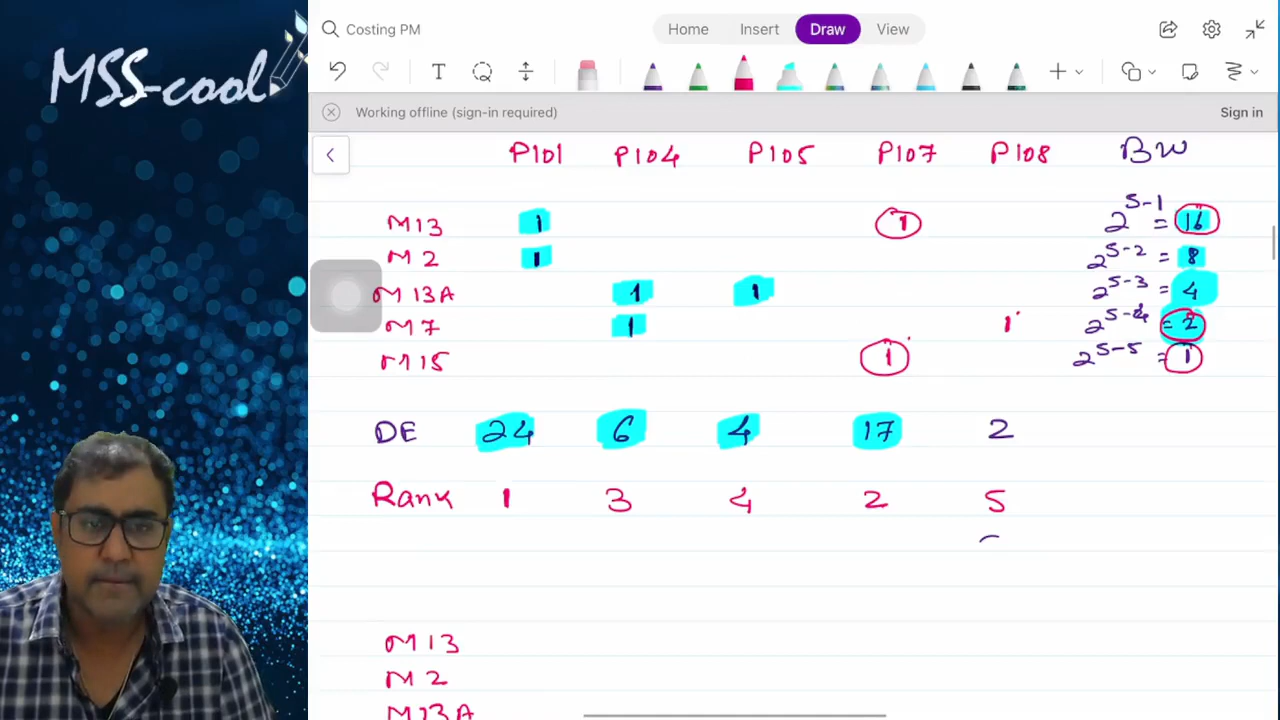 MSS-cool
Costing PM
Home Insert Draw View
Working offline (sign-in required) Sign in
P101 P104 P105 P107 P108 BW
M13 1 1 2^5-1 = 16
M2 1 2^5-2 = 8
M13A 1 1 2^5-3 = 4
M7 1 1 2^5-4 = 2
M15 1 2^5-5 = 1
DE 24 6 4 17 2
Rank 1 3 4 2 5
M13
M2
M13A